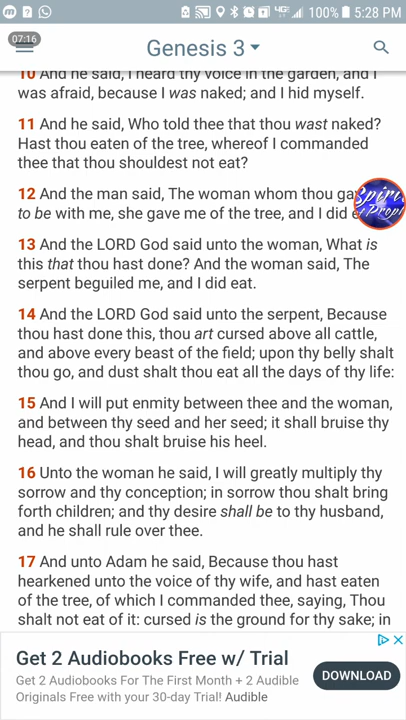 100% 5:28 PM
07:16
Genesis 3
10 And he said, I heard thy voice in the garden, and I
was afraid, because I was naked; and I hid myself.
11 And he said, Who told thee that thou wast naked?
Hast thou eaten of the tree, whereof I commanded
thee that thou shouldest not eat?
12 And the man said, The woman whom thou
to be with me, she gave me of the tree, and I did
13 And the LORD God said unto the woman, What is
this that thou hast done? And the woman said, The
serpent beguiled me, and I did eat.
14 And the LORD God said unto the serpent, Because
thou hast done this, thou art cursed above all cattle,
and above every beast of the field; upon thy belly shalt
thou go, and dust shalt thou eat all the days of thy life:
15 And I will put enmity between thee and the woman,
and between thy seed and her seed; it shall bruise thy
head, and thou shalt bruise his heel.
16 Unto the woman he said, I will greatly multiply thy
sorrow and thy conception; in sorrow thou shalt bring
forth children; and thy desire shall be to thy husband,
and he shall rule over thee.
17 And unto Adam he said, Because thou hast
hearkened unto the voice of thy wife, and hast eaten
of the tree, of which I commanded thee, saying, Thou
shalt not eat of it: cursed is the ground for thy sake; in
Get 2 Audiobooks Free w/ Trial
Get 2 Audiobooks For The First Month + 2 Audible
Originals Free with your 30-day Trial! Audible
DOWNLOAD